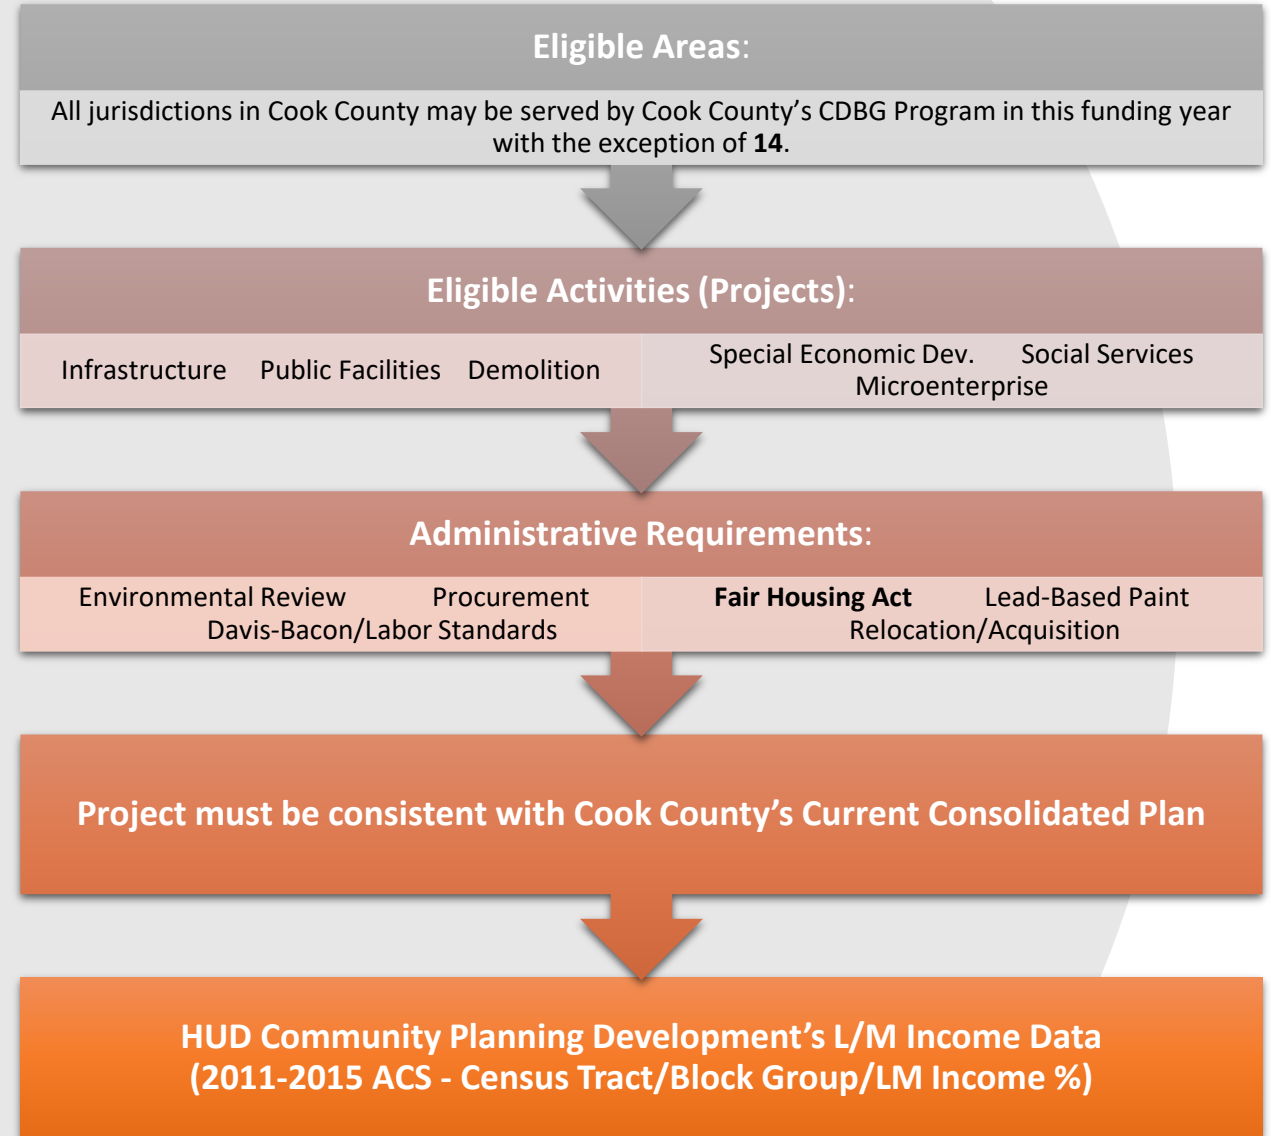 Eligible Areas:
All jurisdictions in Cook County may be served by Cook County’s CDBG Program in this funding year
with the exception of 14.
Eligible Activities (Projects):
Infrastructure Public Facilities Demolition
Special Economic Dev. Social Services
Microenterprise
Administrative Requirements:
Environmental Review Procurement
Davis-Bacon/Labor Standards
Fair Housing Act Lead-Based Paint
Relocation/Acquisition
Project must be consistent with Cook County’s Current Consolidated Plan
HUD Community Planning Development’s L/M Income Data
(2011-2015 ACS - Census Tract/Block Group/LM Income %)